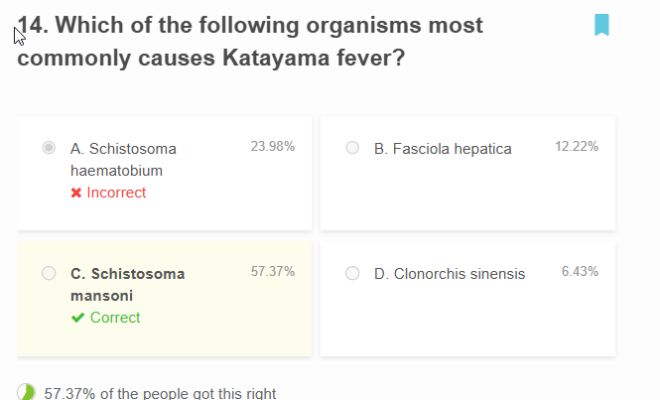 14. Which of the following organisms most
commonly causes Katayama fever?
A. Schistosoma
haematobium
23.98%
✖ Incorrect
B. Fasciola hepatica
12.22%
C. Schistosoma
mansoni
57.37%
✔ Correct
D. Clonorchis sinensis
6.43%
57.37% of the people got this right